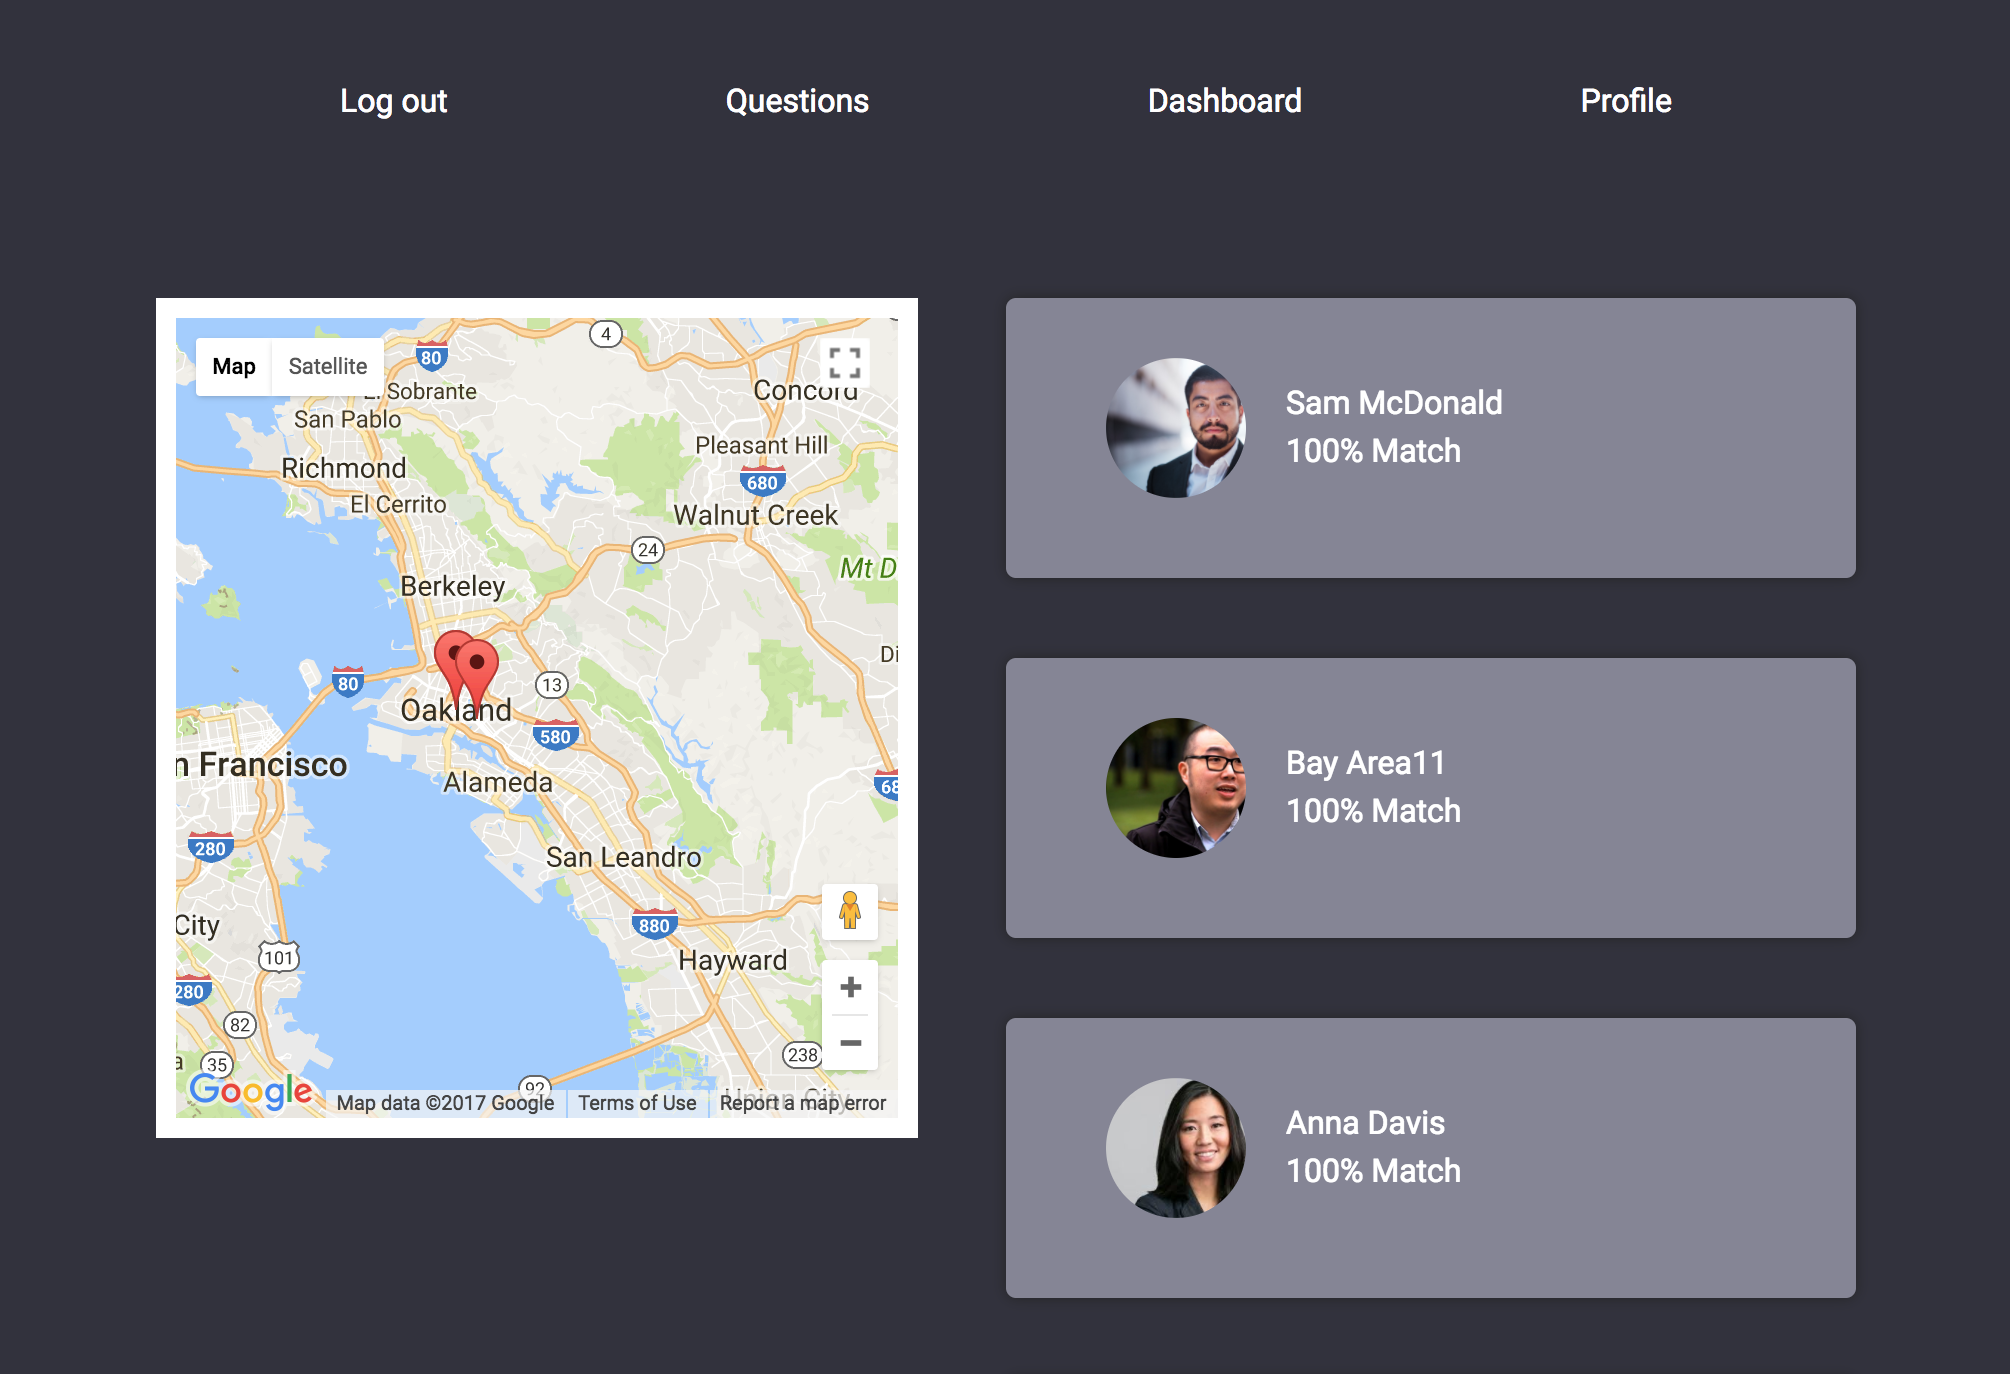 Log out
Questions
Dashboard
Profile
Map
Satellite
80
4
El Sobrante
Concord
San Pablo
Pleasant Hill
Richmond
680
El Cerrito
Walnut Creek
24
Mt D
Berkeley
Di
80
13
Oakland
580
n Francisco
Alameda
68
280
San Leandro
City
880
101
Hayward
280
82
238
35
a
92
Union City
Google
Map data ©2017 Google
Terms of Use
Report a map error
Sam McDonald
100% Match
Bay Area11
100% Match
Anna Davis
100% Match